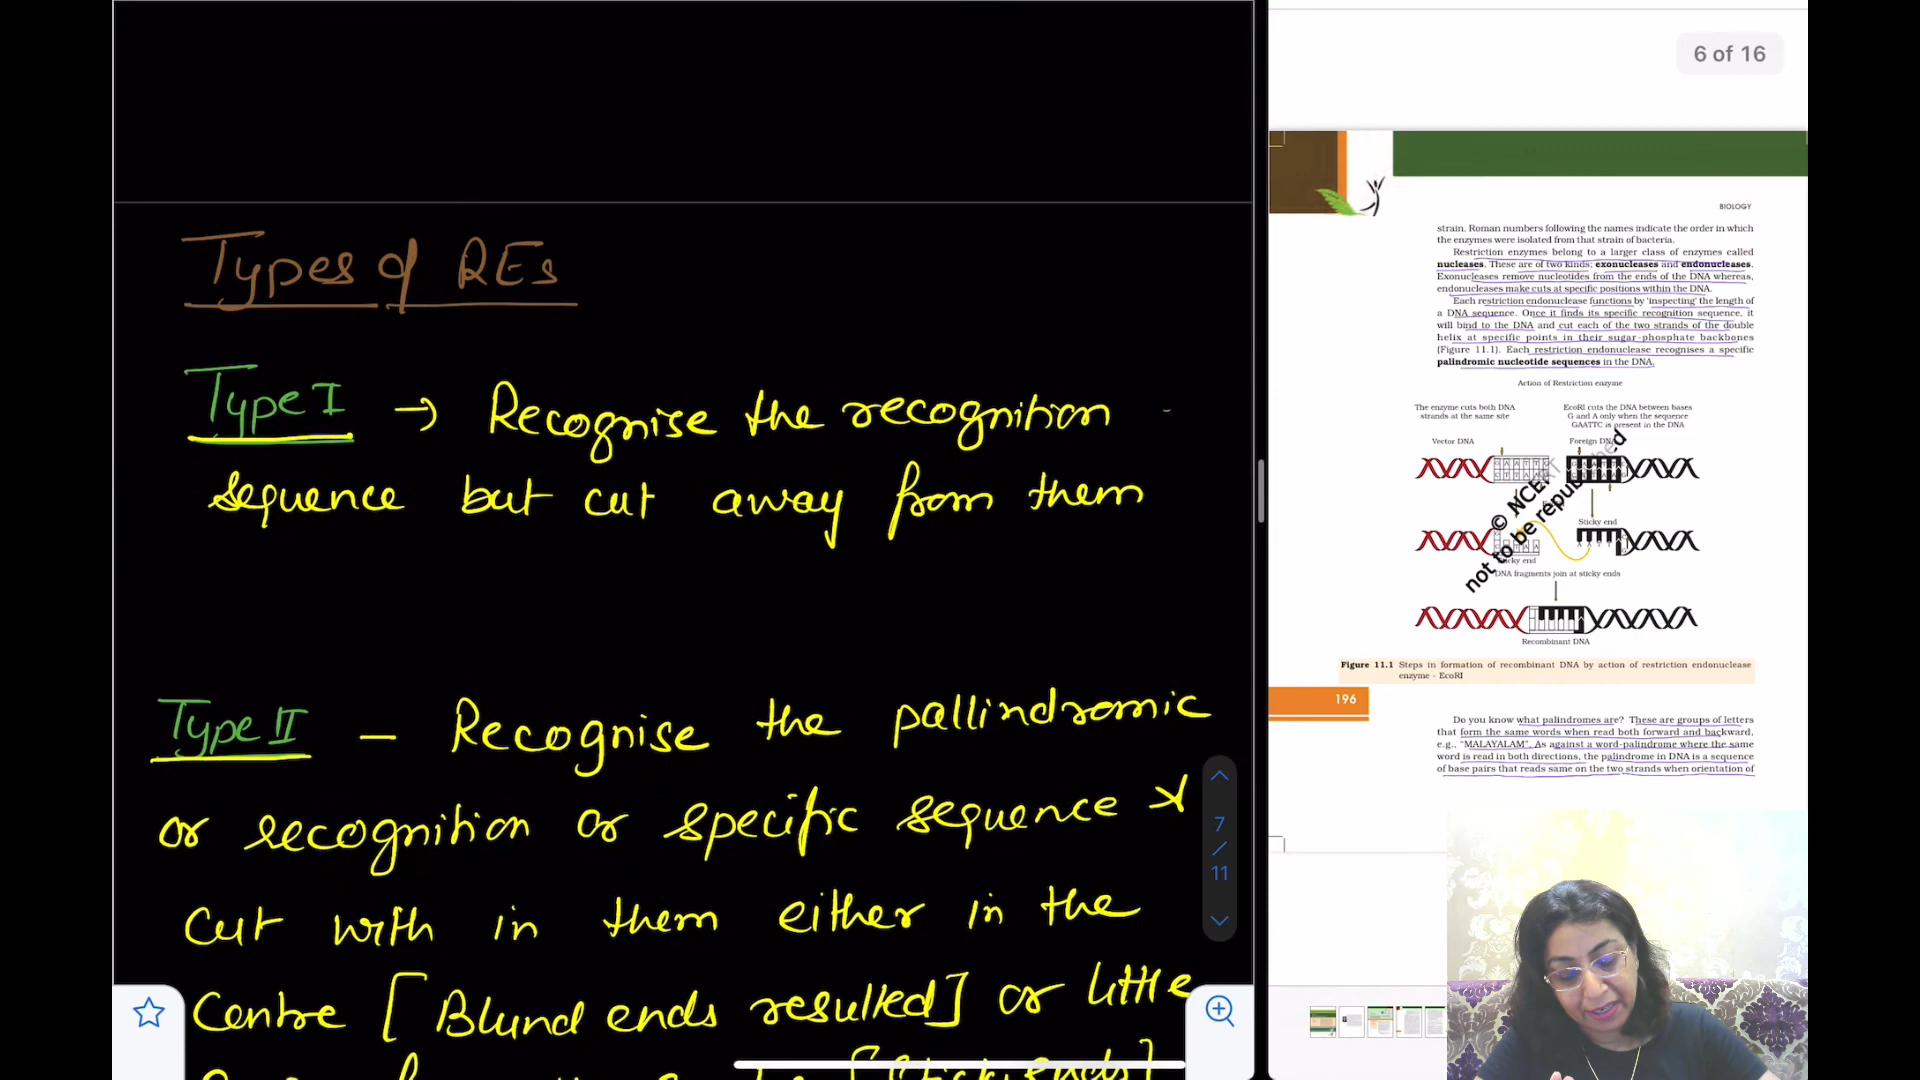 Types of REs
Type I → Recognise the recognition
sequence but cut away from them
Type II – Recognise the pallindromic
or recognition or specific sequence &
cut with in them either in the
Centre [Blund ends resulted] or little
[Sticky ends]
7
/
11
6 of 16
BIOLOGY
strain. Roman numbers following the names indicate the order in which
the enzymes were isolated from that strain of bacteria.
Restriction enzymes belong to a larger class of enzymes called
nucleases. These are of two kinds; exonucleases and endonucleases.
Exonucleases remove nucleotides from the ends of the DNA whereas,
endonucleases make cuts at specific positions within the DNA.
Each restriction endonuclease functions by 'inspecting' the length of
a DNA sequence. Once it finds its specific recognition sequence, it
will bind to the DNA and cut each of the two strands of the double
helix at specific points in their sugar-phosphate backbones
(Figure 11.1). Each restriction endonuclease recognises a specific
palindromic nucleotide sequences in the DNA.
Action of Restriction enzyme
The enzyme cuts both DNA
strands at the same site
EcoRI cuts the DNA between bases
G and A only when the sequence
GAATTC is present in the DNA
Vector DNA
Foreign DNA
Sticky end
DNA fragments join at sticky ends
Recombinant DNA
© NCERT
not to be republished
Figure 11.1 Steps in formation of recombinant DNA by action of restriction endonuclease
enzyme - EcoRI
196
Do you know what palindromes are? These are groups of letters
that form the same words when read both forward and backward,
e.g., "MALAYALAM". As against a word-palindrome where the same
word is read in both directions, the palindrome in DNA is a sequence
of base pairs that reads same on the two strands when orientation of